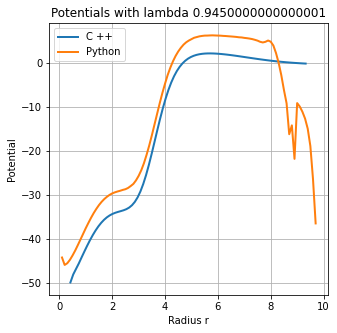 Potentials with lambda 0.9450000000000001
C ++
Python
0
−10
−20
−30
−40
−50
Potential
0 2 4 6 8 10
Radius r